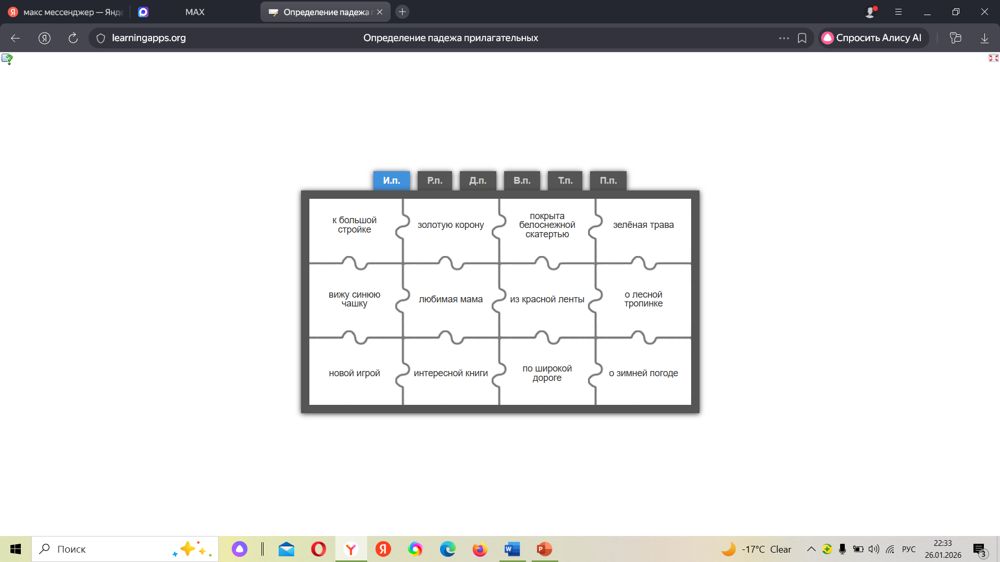 макс мессенджер — Янде
MAX
Определение падежа п
learningapps.org
Определение падежа прилагательных
Спросить Алису AI
И.п.
Р.п.
Д.п.
В.п.
Т.п.
П.п.
к большой
стройке
золотую корону
покрыта
белоснежной
скатертью
зелёная трава
вижу синюю
чашку
любимая мама
из красной ленты
о лесной
тропинке
новой игрой
интересной книги
по широкой
дороге
о зимней погоде
Поиск
-17°C Clear
РУС
22:33
26.01.2026
3